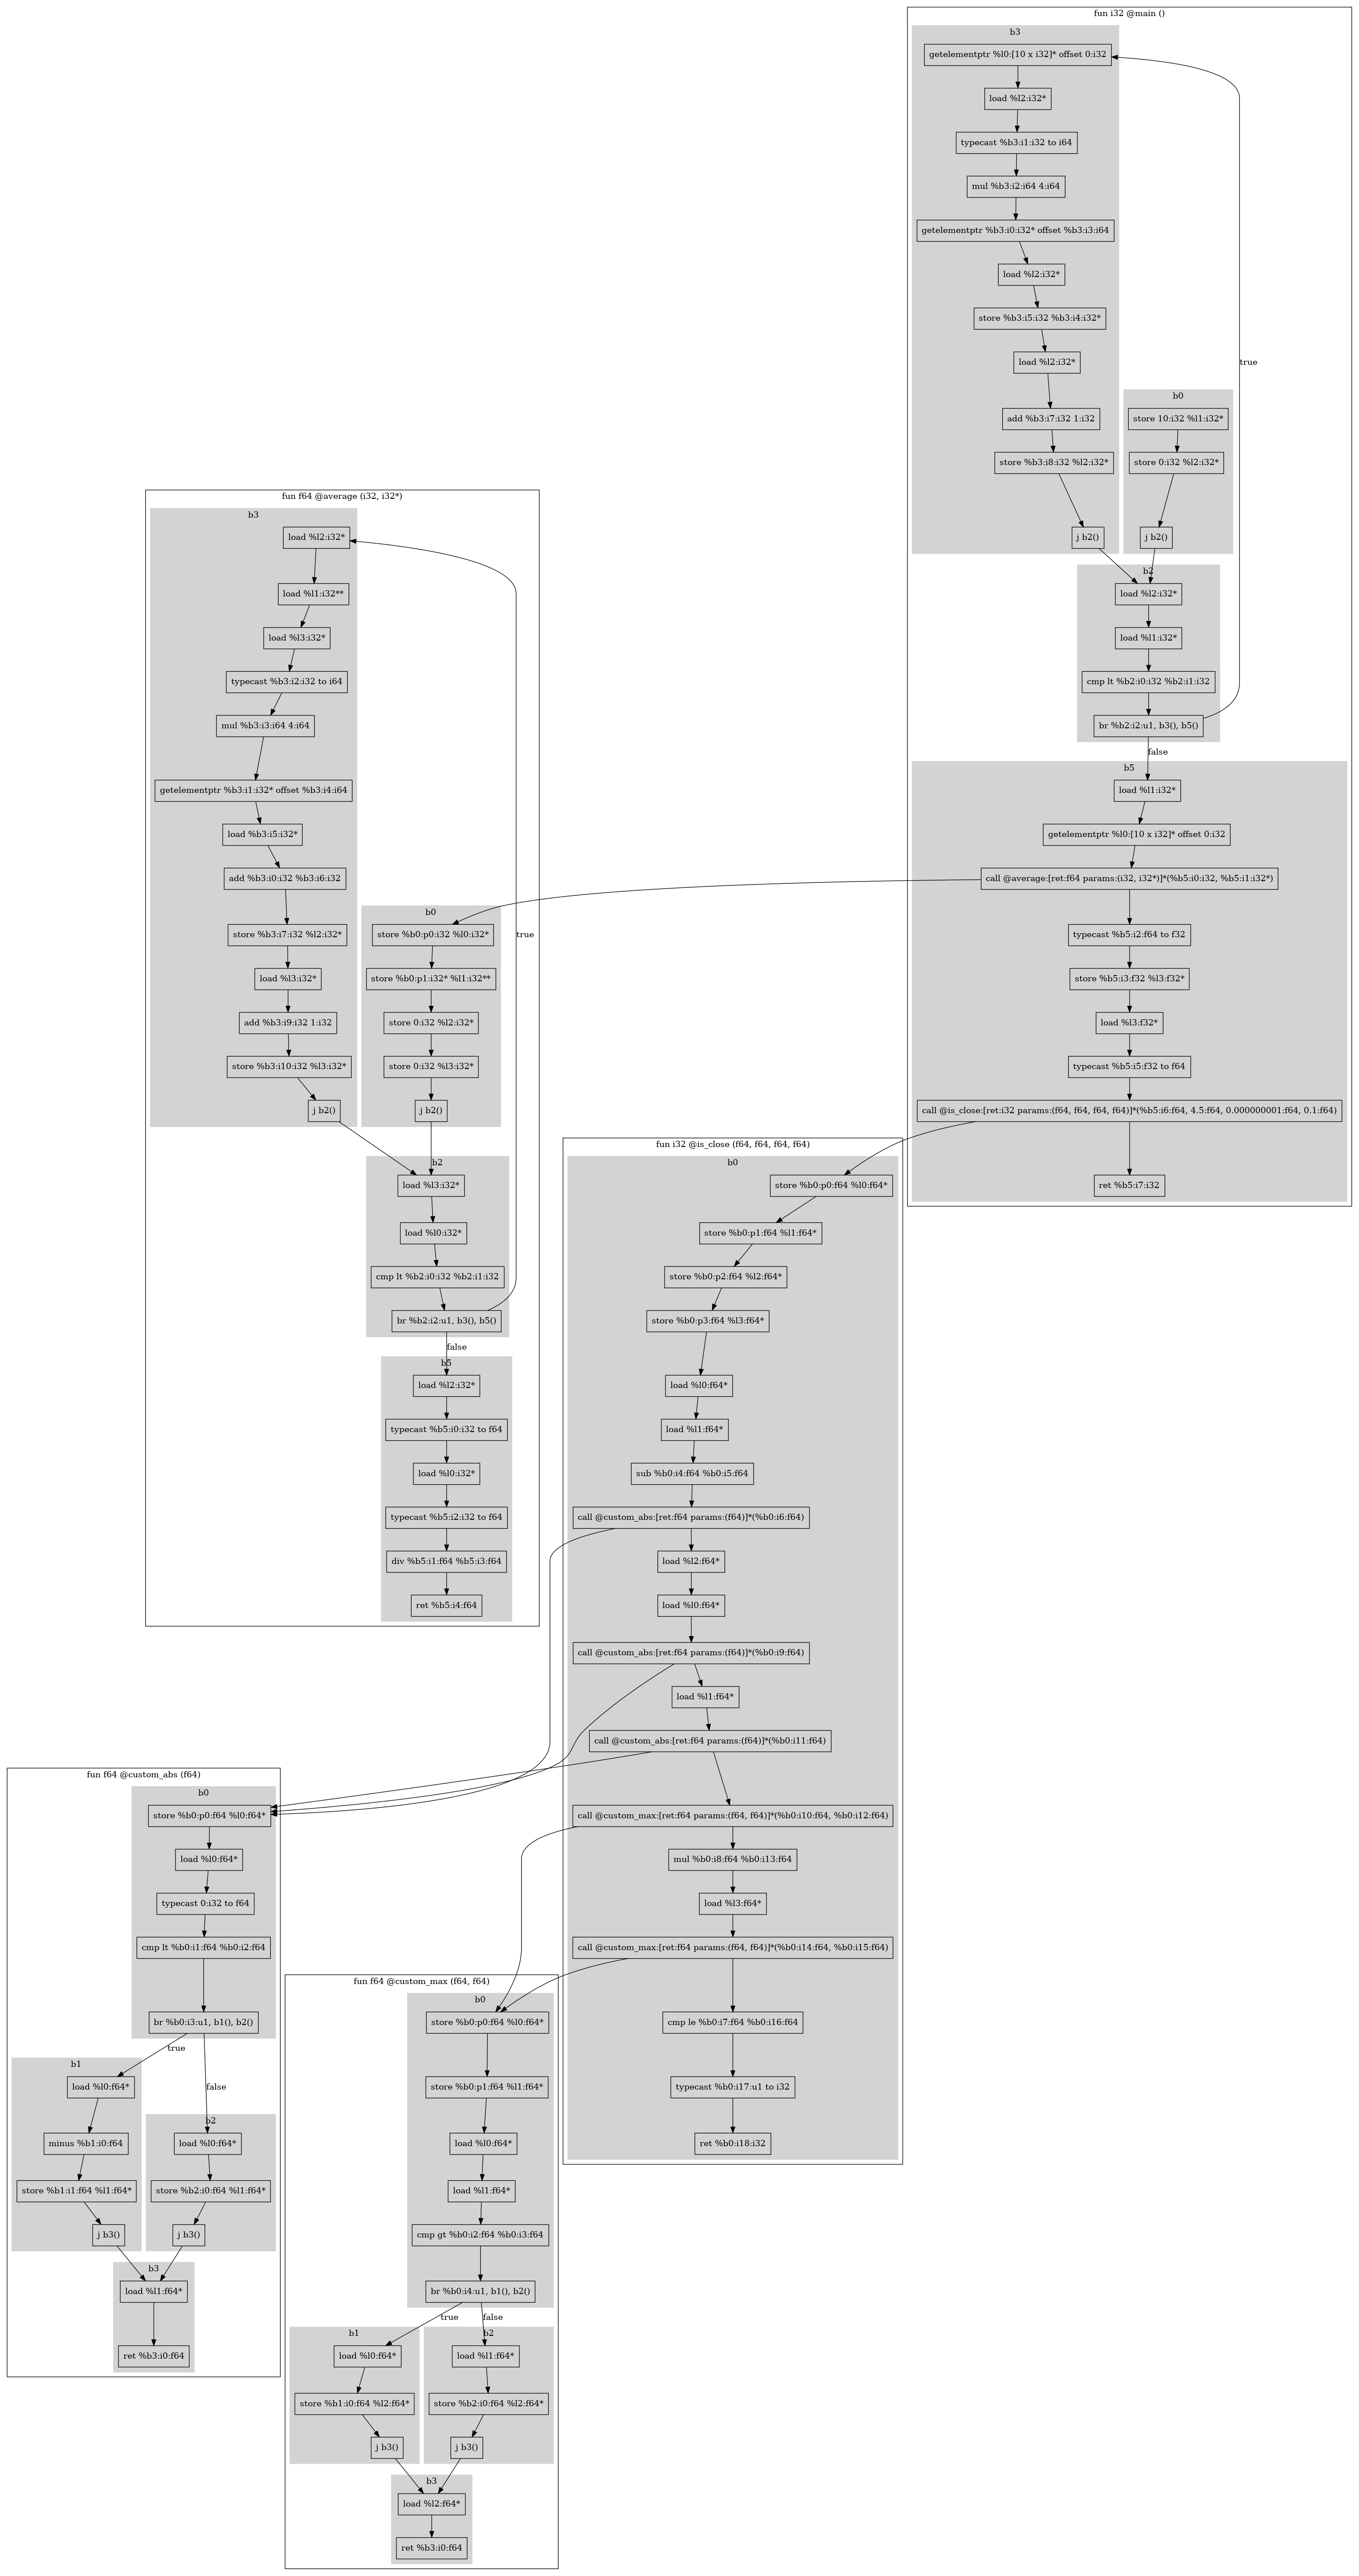 fun i32 @main ()
b3
getelementptr %l0:[10 x i32]* offset 0:i32
load %l2:i32*
typecast %b3:i1:i32 to i64
mul %b3:i2:i64 4:i64
getelementptr %b3:i0:i32* offset %b3:i3:i64
load %l2:i32*
store %b3:i5:i32 %b3:i4:i32*
load %l2:i32*
add %b3:i7:i32 1:i32
store %b3:i8:i32 %l2:i32*
j b2()
true
b0
store 10:i32 %l1:i32*
store 0:i32 %l2:i32*
j b2()
b2
load %l2:i32*
load %l1:i32*
cmp lt %b2:i0:i32 %b2:i1:i32
br %b2:i2:u1, b3(), b5()
false
b5
load %l1:i32*
getelementptr %l0:[10 x i32]* offset 0:i32
call @average:[ret:f64 params:(i32, i32*)]*(%b5:i0:i32, %b5:i1:i32*)
typecast %b5:i2:f64 to f32
store %b5:i3:f32 %l3:f32*
load %l3:f32*
typecast %b5:i5:f32 to f64
call @is_close:[ret:i32 params:(f64, f64, f64, f64)]*(%b5:i6:f64, 4.5:f64, 0.000000001:f64, 0.1:f64)
ret %b5:i7:i32
fun f64 @average (i32, i32*)
b3
load %l2:i32*
load %l1:i32**
load %l3:i32*
typecast %b3:i2:i32 to i64
mul %b3:i3:i64 4:i64
getelementptr %b3:i1:i32* offset %b3:i4:i64
load %b3:i5:i32*
add %b3:i0:i32 %b3:i6:i32
store %b3:i7:i32 %l2:i32*
load %l3:i32*
add %b3:i9:i32 1:i32
store %b3:i10:i32 %l3:i32*
j b2()
true
b0
store %b0:p0:i32 %l0:i32*
store %b0:p1:i32* %l1:i32**
store 0:i32 %l2:i32*
store 0:i32 %l3:i32*
j b2()
b2
load %l3:i32*
load %l0:i32*
cmp lt %b2:i0:i32 %b2:i1:i32
br %b2:i2:u1, b3(), b5()
false
b5
load %l2:i32*
typecast %b5:i0:i32 to f64
load %l0:i32*
typecast %b5:i2:i32 to f64
div %b5:i1:f64 %b5:i3:f64
ret %b5:i4:f64
fun i32 @is_close (f64, f64, f64, f64)
b0
store %b0:p0:f64 %l0:f64*
store %b0:p1:f64 %l1:f64*
store %b0:p2:f64 %l2:f64*
store %b0:p3:f64 %l3:f64*
load %l0:f64*
load %l1:f64*
sub %b0:i4:f64 %b0:i5:f64
call @custom_abs:[ret:f64 params:(f64)]*(%b0:i6:f64)
load %l2:f64*
load %l0:f64*
call @custom_abs:[ret:f64 params:(f64)]*(%b0:i9:f64)
load %l1:f64*
call @custom_abs:[ret:f64 params:(f64)]*(%b0:i11:f64)
call @custom_max:[ret:f64 params:(f64, f64)]*(%b0:i10:f64, %b0:i12:f64)
mul %b0:i8:f64 %b0:i13:f64
load %l3:f64*
call @custom_max:[ret:f64 params:(f64, f64)]*(%b0:i14:f64, %b0:i15:f64)
cmp le %b0:i7:f64 %b0:i16:f64
typecast %b0:i17:u1 to i32
ret %b0:i18:i32
fun f64 @custom_abs (f64)
b0
store %b0:p0:f64 %l0:f64*
load %l0:f64*
typecast 0:i32 to f64
cmp lt %b0:i1:f64 %b0:i2:f64
br %b0:i3:u1, b1(), b2()
true
false
b1
load %l0:f64*
minus %b1:i0:f64
store %b1:i1:f64 %l1:f64*
j b3()
b2
load %l0:f64*
store %b2:i0:f64 %l1:f64*
j b3()
b3
load %l1:f64*
ret %b3:i0:f64
fun f64 @custom_max (f64, f64)
b0
store %b0:p0:f64 %l0:f64*
store %b0:p1:f64 %l1:f64*
load %l0:f64*
load %l1:f64*
cmp gt %b0:i2:f64 %b0:i3:f64
br %b0:i4:u1, b1(), b2()
true
false
b1
load %l0:f64*
store %b1:i0:f64 %l2:f64*
j b3()
b2
load %l1:f64*
store %b2:i0:f64 %l2:f64*
j b3()
b3
load %l2:f64*
ret %b3:i0:f64